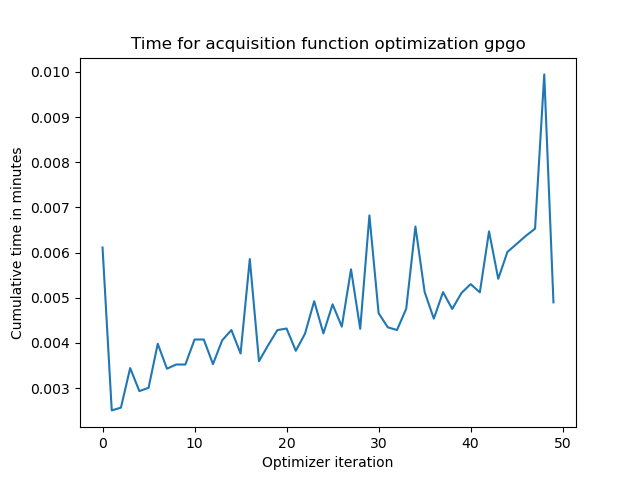 Time for acquisition function optimization gpgo
0.010
0.009
0.008
0.007
0.006
0.005
0.004
0.003
Cumulative time in minutes
0 10 20 30 40 50
Optimizer iteration